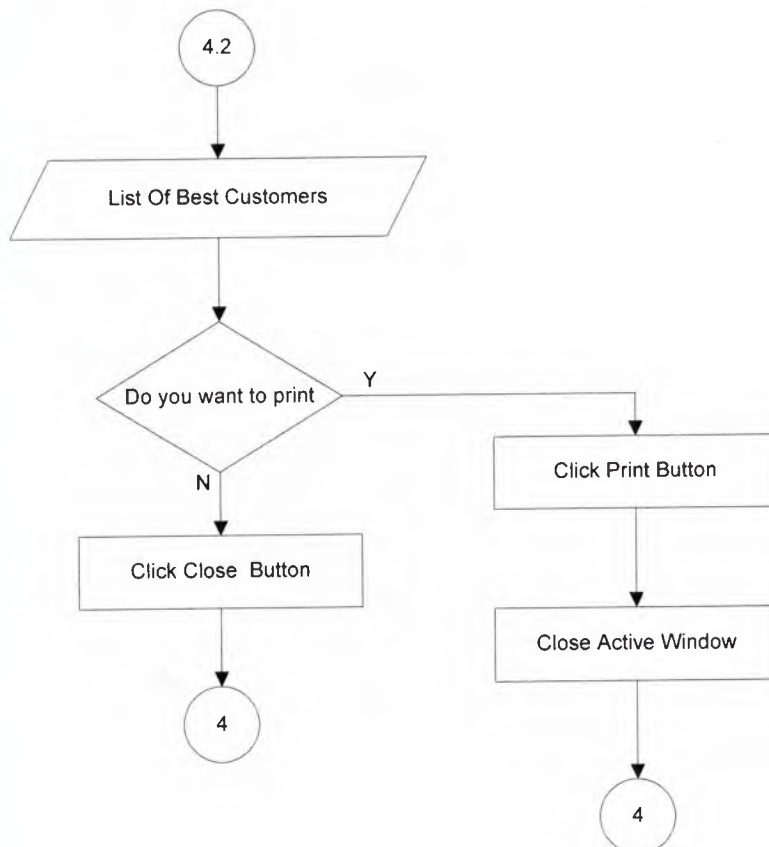 4.2
List Of Best Customers
Do you want to print
Y
N
Click Print Button
Click Close Button
Close Active Window
4
4